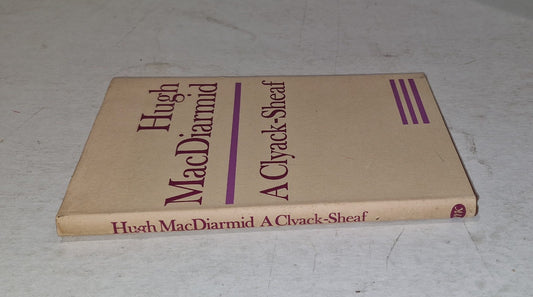 Hugh
MacDiarmid
A Clyack-Sheaf
Hugh MacDiarmid A Clyack-Sheaf